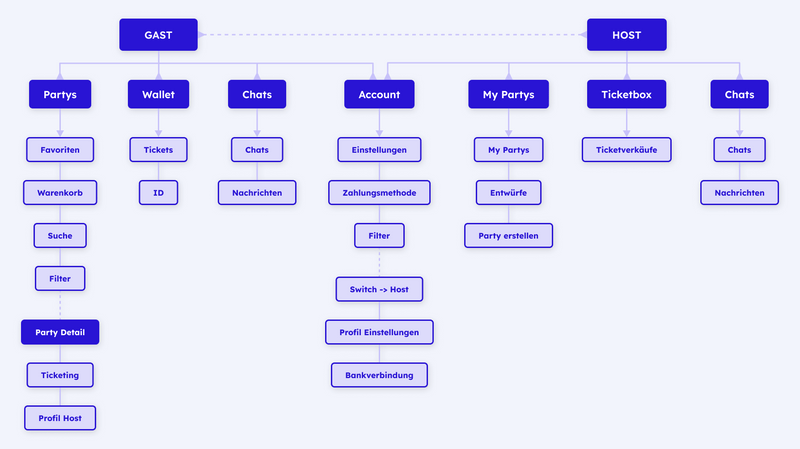 GAST
HOST
Partys
Wallet
Chats
Account
My Partys
Ticketbox
Chats
Favoriten
Tickets
Chats
Einstellungen
My Partys
Ticketverkäufe
Chats
Warenkorb
ID
Nachrichten
Zahlungsmethode
Entwürfe
Nachrichten
Suche
Filter
Party erstellen
Filter
Switch -> Host
Party Detail
Profil Einstellungen
Ticketing
Bankverbindung
Profil Host